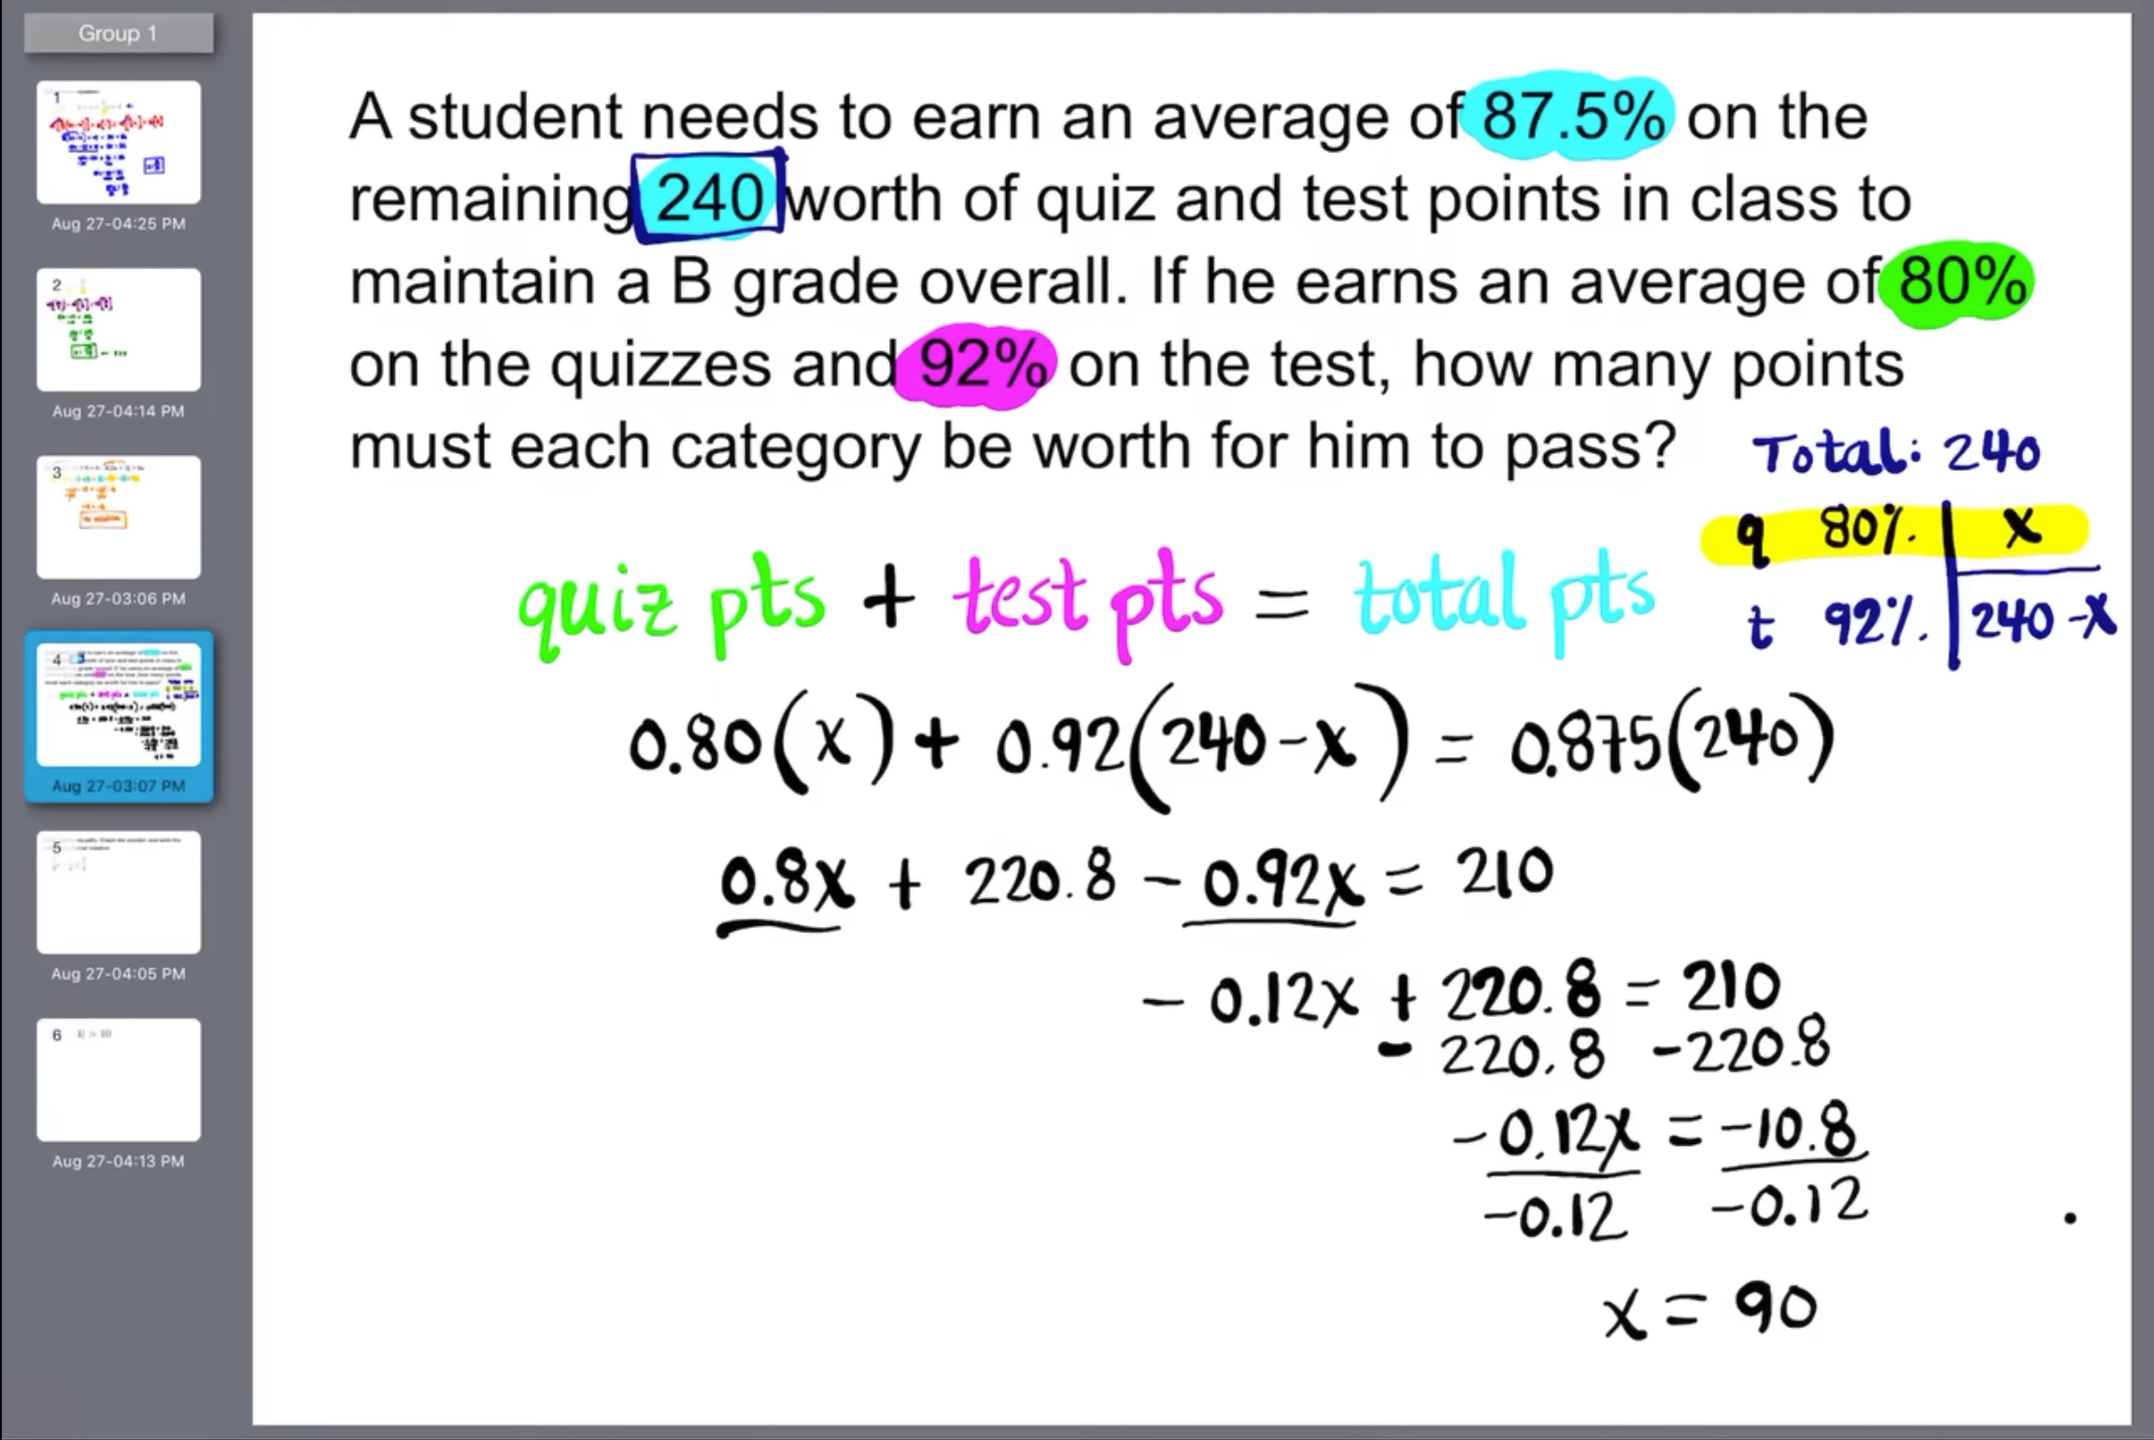 Group 1
1
Aug 27-04:25 PM
2
Aug 27-04:14 PM
3
Aug 27-03:06 PM
4
Aug 27-03:07 PM
5
Aug 27-04:05 PM
6
Aug 27-04:13 PM
A student needs to earn an average of 87.5% on the
remaining 240 worth of quiz and test points in class to
maintain a B grade overall. If he earns an average of 80%
on the quizzes and 92% on the test, how many points
must each category be worth for him to pass?
Total: 240
q 80% x
t 92% 240-x
quiz pts + test pts = total pts
0.80(x) + 0.92(240-x) = 0.875(240)
0.8x + 220.8 - 0.92x = 210
- 0.12x + 220.8 = 210
- 220.8 -220.8
-0.12x = -10.8
-0.12 -0.12
x = 90